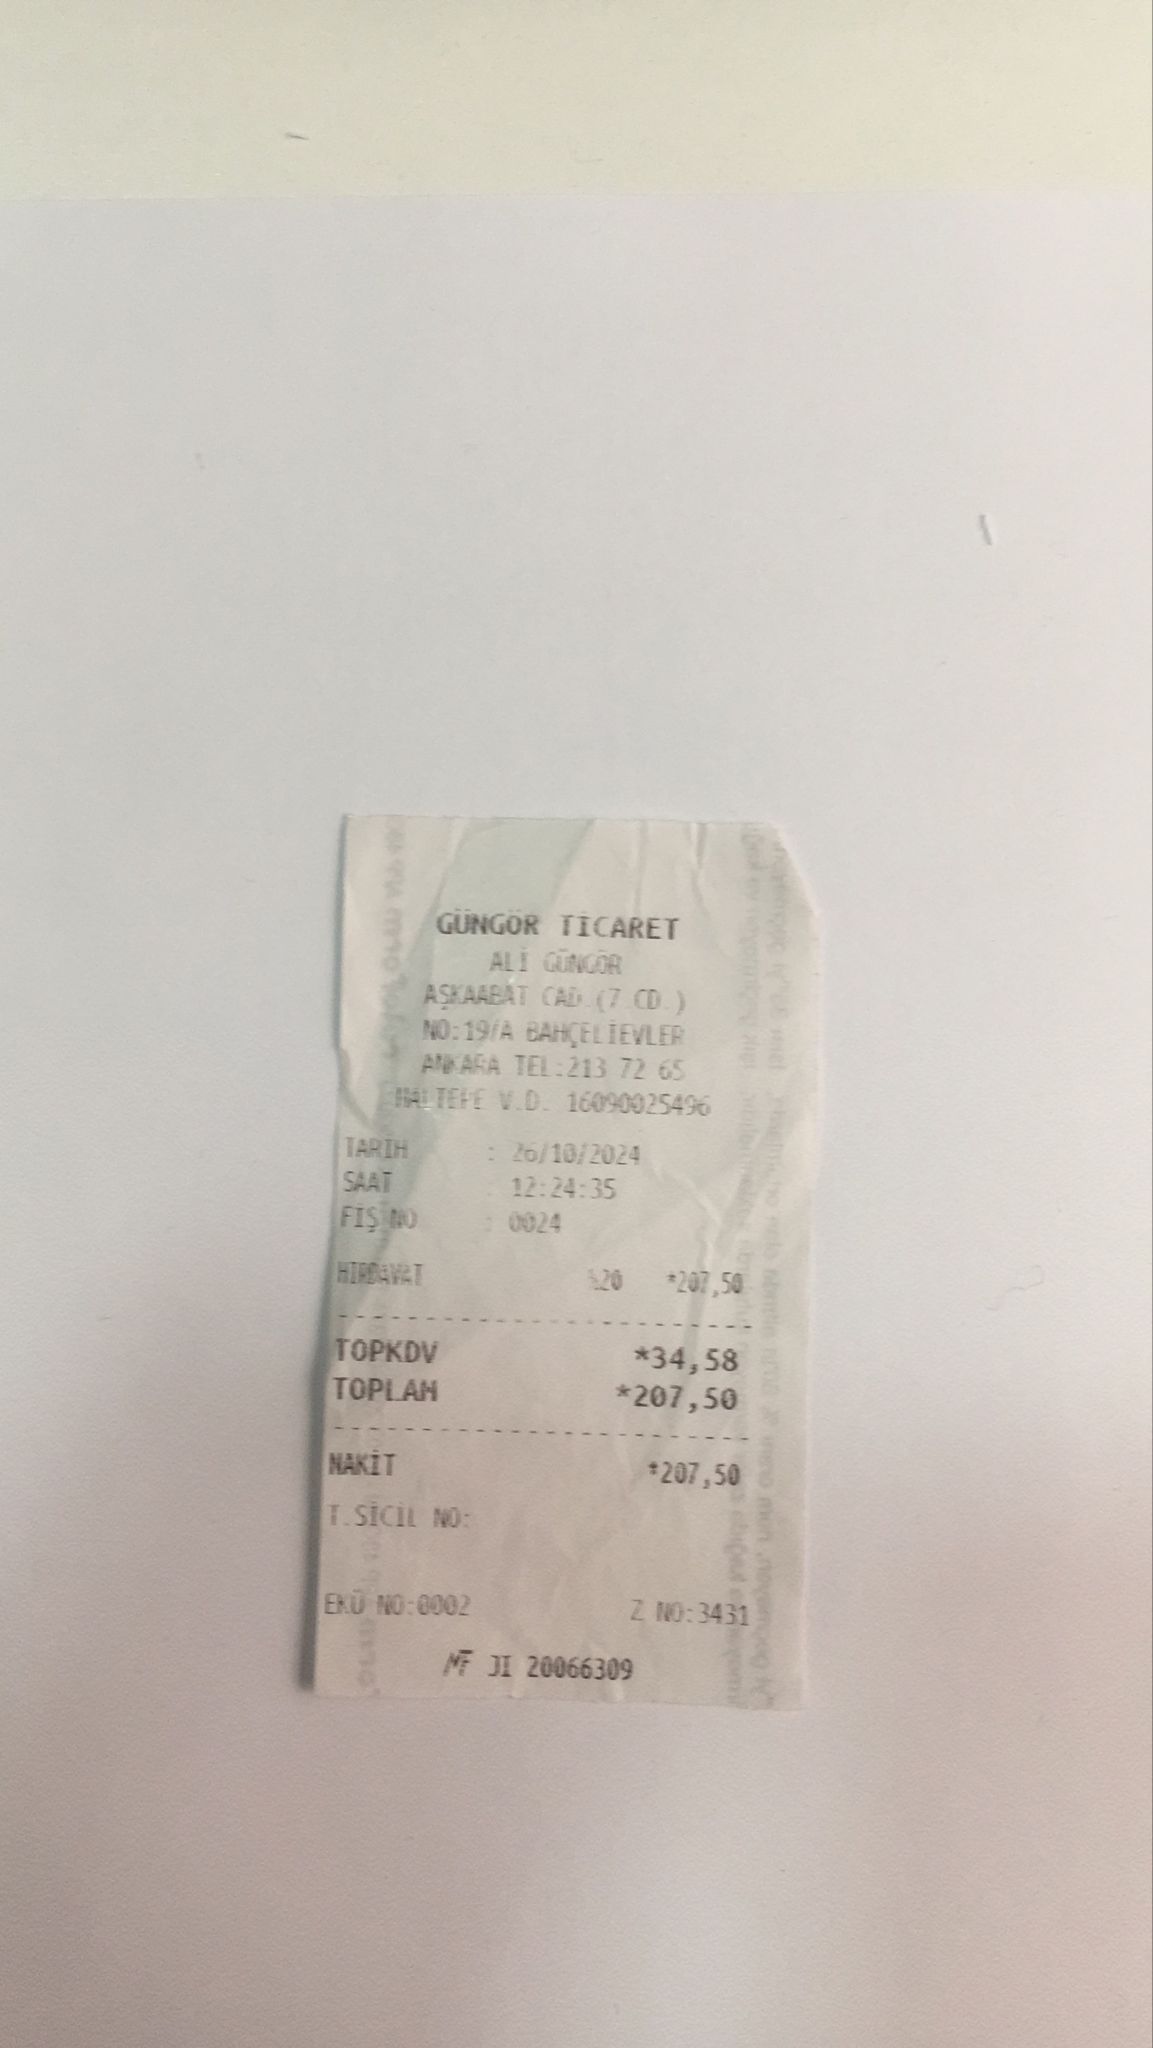 GÜNGÖR TİCARET
ALİ GÜNGÖR
AŞKAABAT CAD.(7.CD.)
NO:19/A BAHÇELİEVLER
ANKARA TEL:213 72 65
MALTEPE V.D. 16090025496
TARİH : 26/10/2024
SAAT : 12:24:35
FİŞ NO : 0024
HIRDAVAT %20 *207,50
TOPKDV *34,58
TOPLAM *207,50
NAKİT *207,50
T.SİCİL NO:
EKÜ NO:0002 Z NO:3431
MF JI 20066309